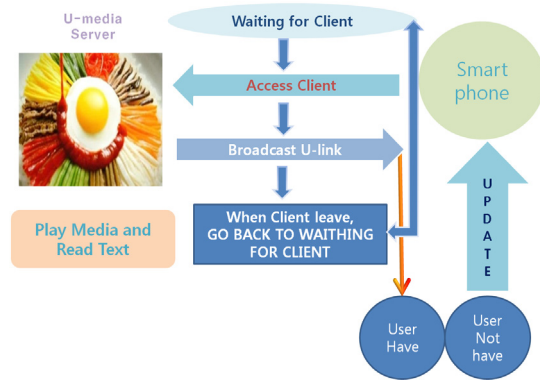 U-media
Server
Waiting for Client
Access Client
Smart
phone
Broadcast U-link
When Client leave,
GO BACK TO WAITHING
FOR CLIENT
Play Media and
Read Text
UPDATE
User
Have
User
Not
have